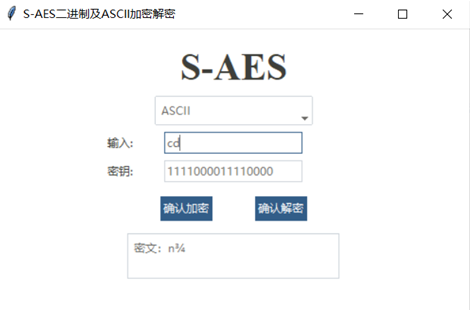 S-AES二进制及ASCII加密解密
S-AES
ASCII
输入: cd
密钥: 1111000011110000
确认加密 确认解密
密文: n¾